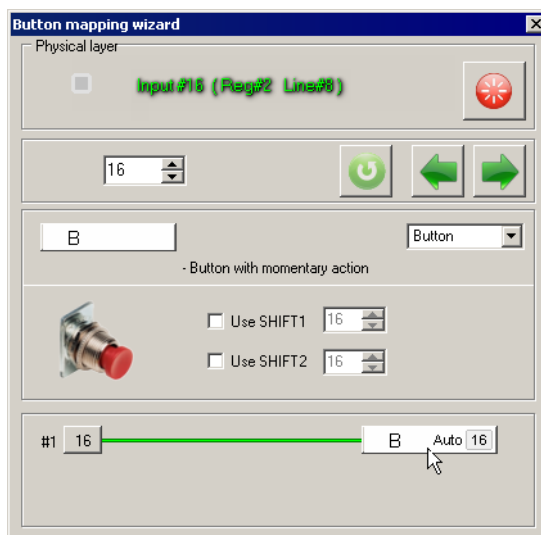 Button mapping wizard
Physical layer
Input#16 (Reg#2 Line#8)
16
B
Button
- Button with momentary action
Use SHIFT1 16
Use SHIFT2 16
#1 16 B Auto 16